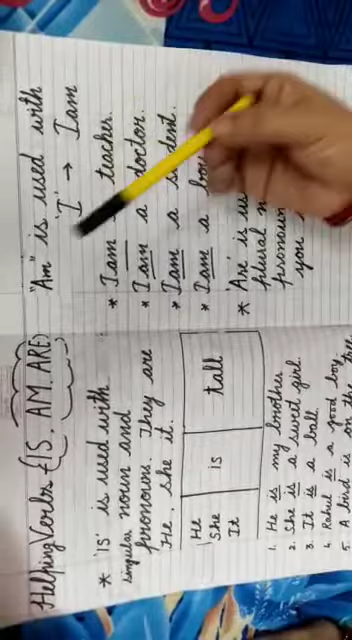 Helping Verbs {IS, AM, ARE}
* 'IS' is used with
singular noun and
pronouns. They are
He, she it.
He
She is tall
It
1. He is my brother
2. She is a sweet girl.
3. It is a ball
4. Rahul is a good boy
5. A bird is on the tree
"Am" is used with
'I' → I am
* I am teacher.
* I am a doctor.
* I am a student.
* I am a boy
* 'Are' is
plural
pronoun
you